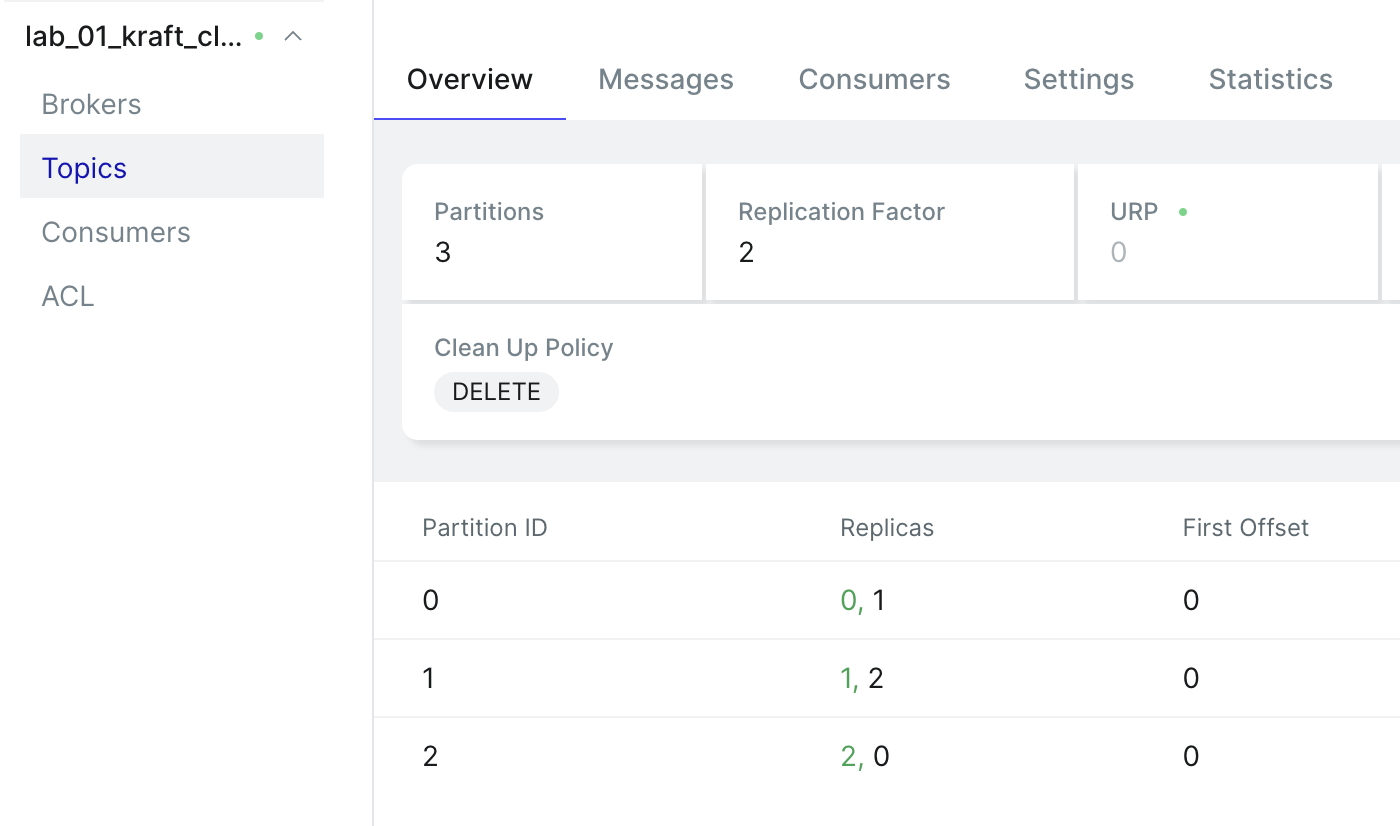 lab_01_kraft_cl...
Brokers
Topics
Consumers
ACL
Overview Messages Consumers Settings Statistics
Partitions Replication Factor URP
3 2 0
Clean Up Policy
DELETE
Partition ID Replicas First Offset
0 0, 1 0
1 1, 2 0
2 2, 0 0